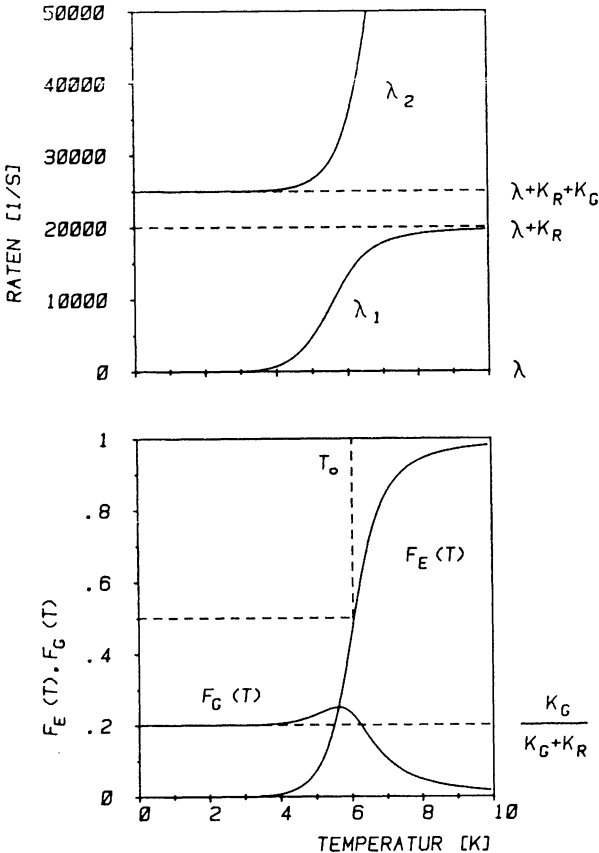 50000
40000
30000
20000
10000
0
RATEN [1/S]
λ2
λ1
λ+KR+KG
λ+KR
λ
1
.8
.6
.4
.2
0
FE(T),FG(T)
To
FE(T)
FG(T)
KG
KG+KR
0 2 4 6 8 10
TEMPERATUR [K]